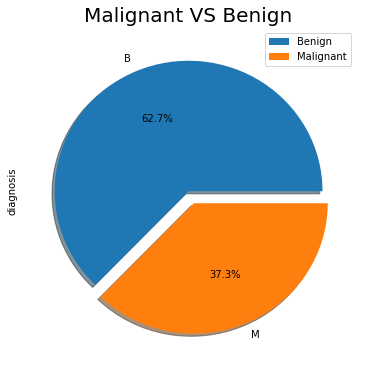 Malignant VS Benign
Benign
Malignant
B
62.7%
diagnosis
37.3%
M